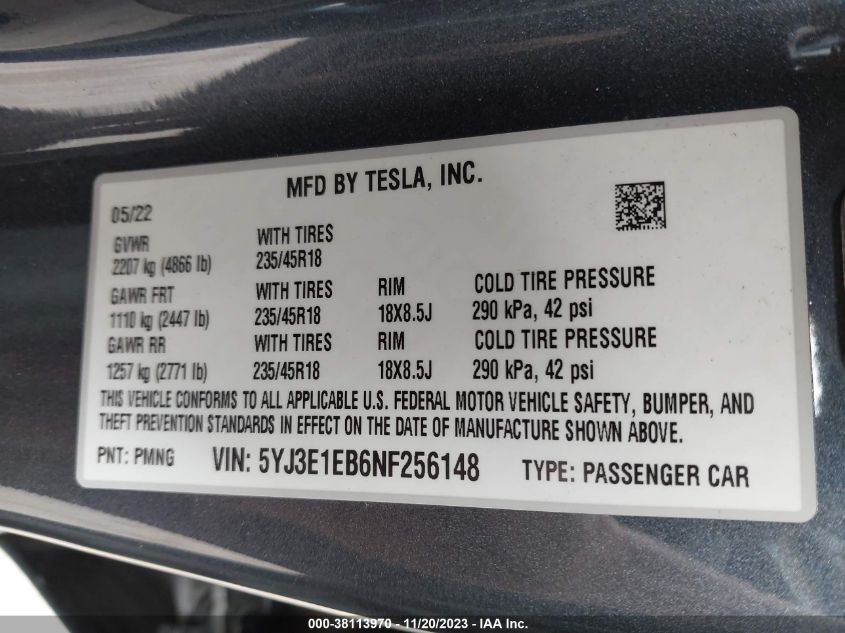 MFD BY TESLA, INC.
05/22
GVWR WITH TIRES
2207 kg (4866 lb) 235/45R18
GAWR FRT WITH TIRES RIM COLD TIRE PRESSURE
1110 kg (2447 lb) 235/45R18 18X8.5J 290 kPa, 42 psi
GAWR RR WITH TIRES RIM COLD TIRE PRESSURE
1257 kg (2771 lb) 235/45R18 18X8.5J 290 kPa, 42 psi
THIS VEHICLE CONFORMS TO ALL APPLICABLE U.S. FEDERAL MOTOR VEHICLE SAFETY, BUMPER, AND
THEFT PREVENTION STANDARDS IN EFFECT ON THE DATE OF MANUFACTURE SHOWN ABOVE.
PNT: PMNG VIN: 5YJ3E1EB6NF256148 TYPE: PASSENGER CAR
000-38113970 - 11/20/2023 - IAA Inc.